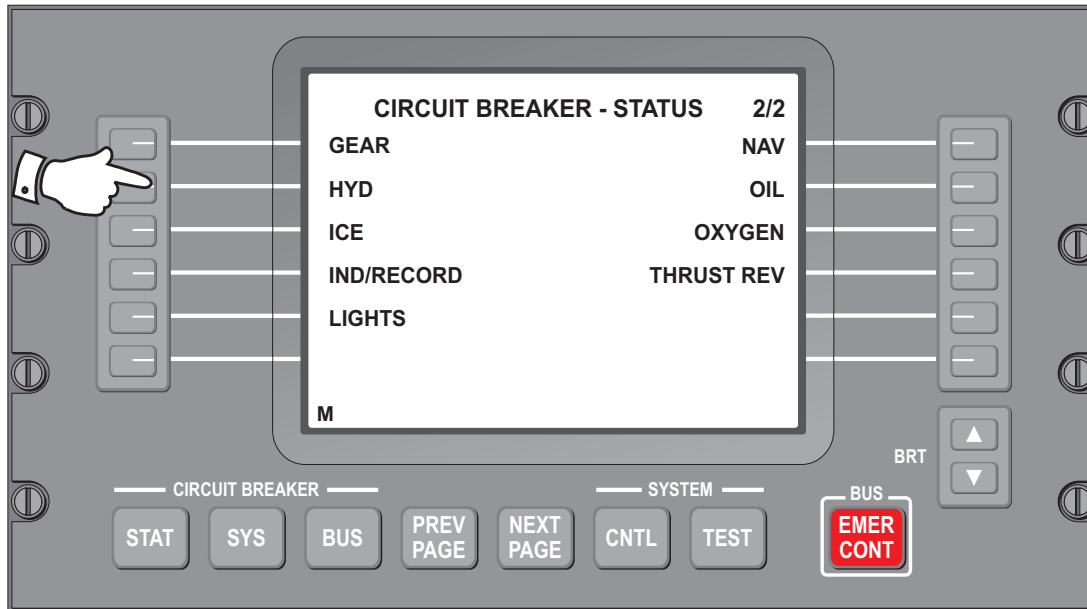 CIRCUIT BREAKER - STATUS 2/2
GEAR NAV
HYD OIL
ICE OXYGEN
IND/RECORD THRUST REV
LIGHTS
M
BRT
CIRCUIT BREAKER
SYSTEM
BUS
STAT
SYS
BUS
PREV
PAGE
NEXT
PAGE
CNTL
TEST
EMER
CONT